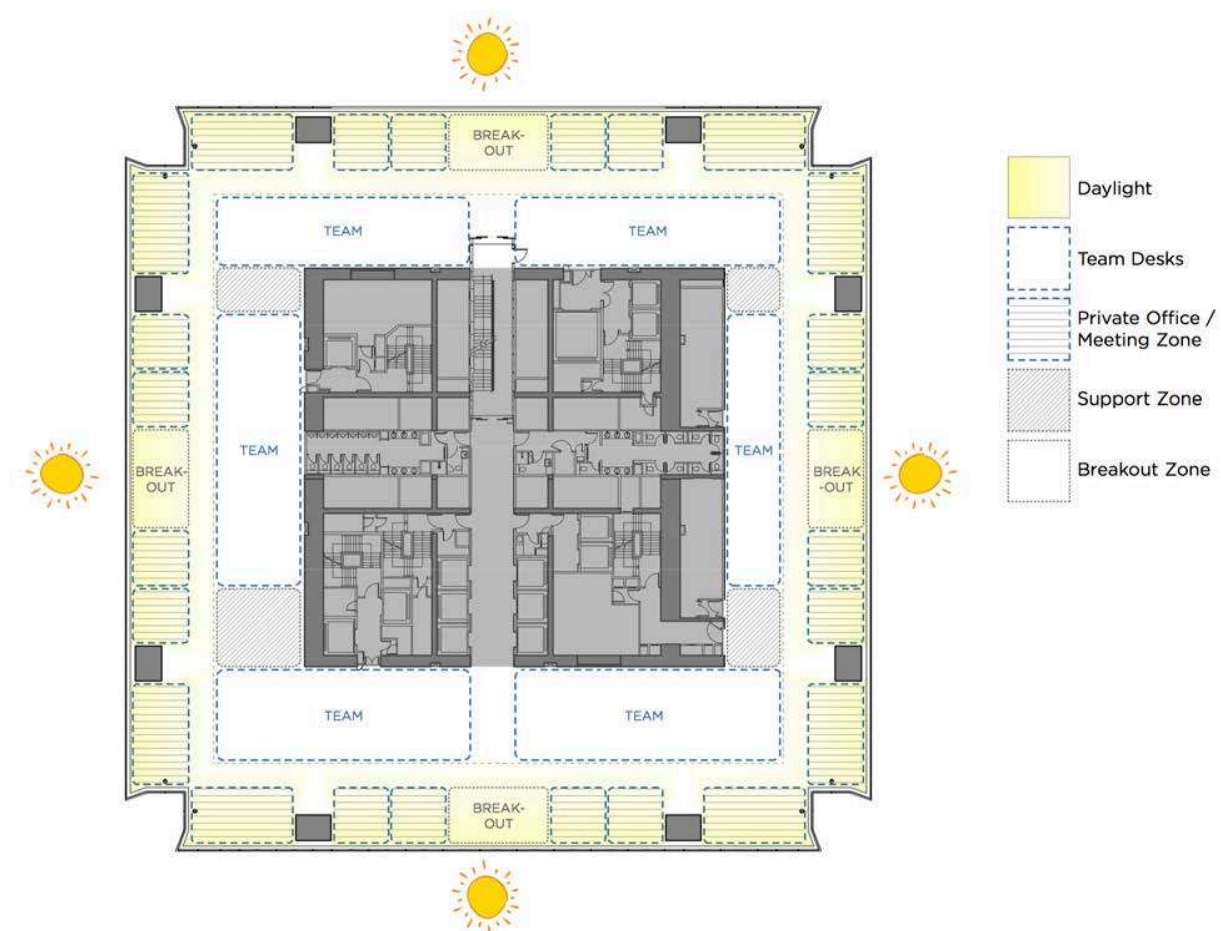 BREAK-
OUT
TEAM
TEAM
TEAM
TEAM
BREAK-
OUT
BREAK
-OUT
TEAM
TEAM
BREAK-
OUT
Daylight
Team Desks
Private Office /
Meeting Zone
Support Zone
Breakout Zone